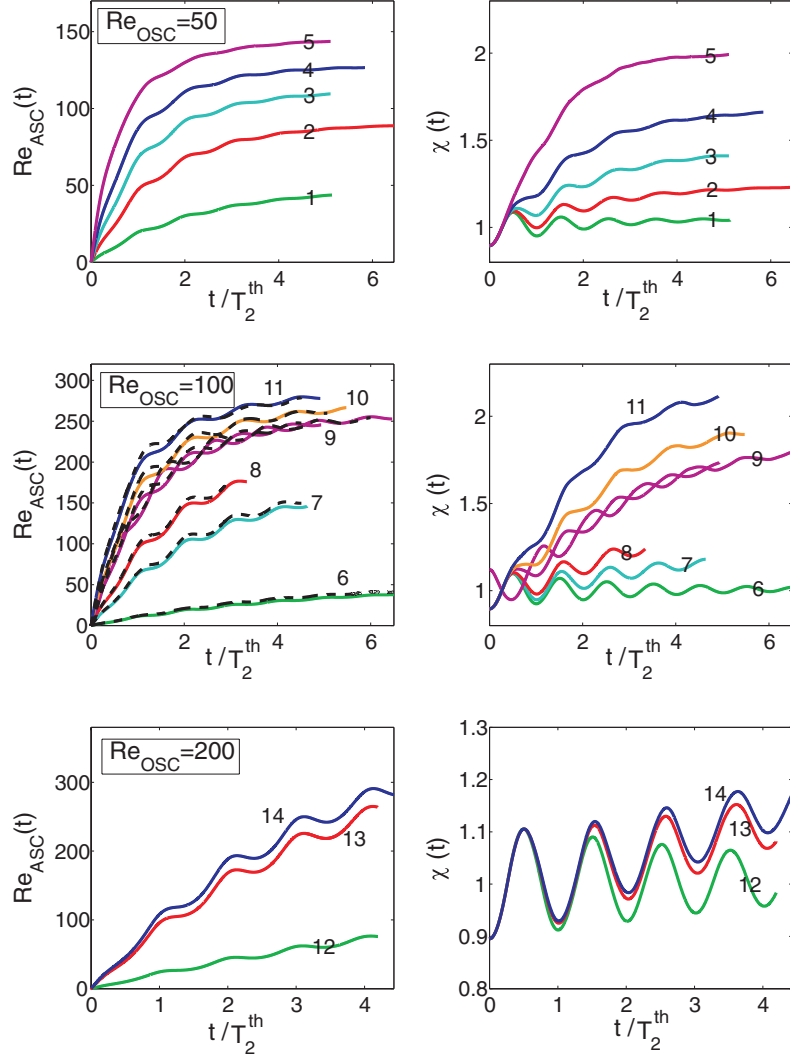 Re_OSC=50
Re_ASC(t)
150
100
50
0
0 2 4 6
t/T_2^th
5
4
3
2
1
χ (t)
2
1.5
1
0 2 4 6
t/T_2^th
5
4
3
2
1
Re_OSC=100
Re_ASC(t)
300
250
200
150
100
50
0
0 2 4 6
t/T_2^th
11
10
9
8
7
6
χ (t)
2
1.5
1
0 2 4 6
t/T_2^th
11
10
9
8
7
6
Re_OSC=200
Re_ASC(t)
300
200
100
0
0 1 2 3 4
t/T_2^th
14
13
12
χ (t)
1.3
1.2
1.1
1
0.9
0.8
0 1 2 3 4
t/T_2^th
14
13
12